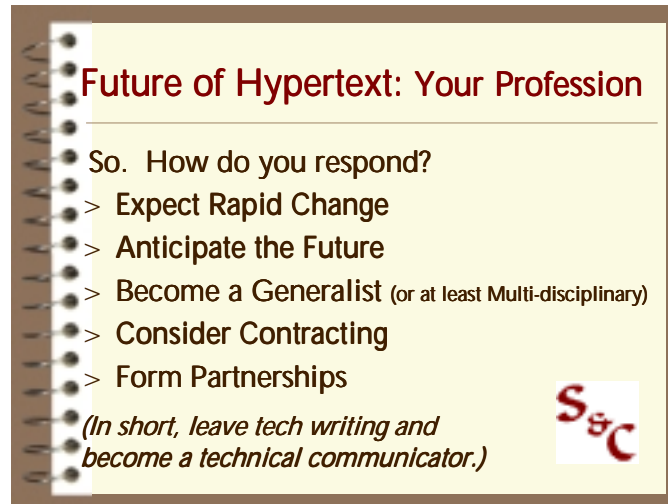 Future of Hypertext: Your Profession
So. How do you respond?
> Expect Rapid Change
> Anticipate the Future
> Become a Generalist (or at least Multi-disciplinary)
> Consider Contracting
> Form Partnerships
(In short, leave tech writing and
become a technical communicator.)
S&C